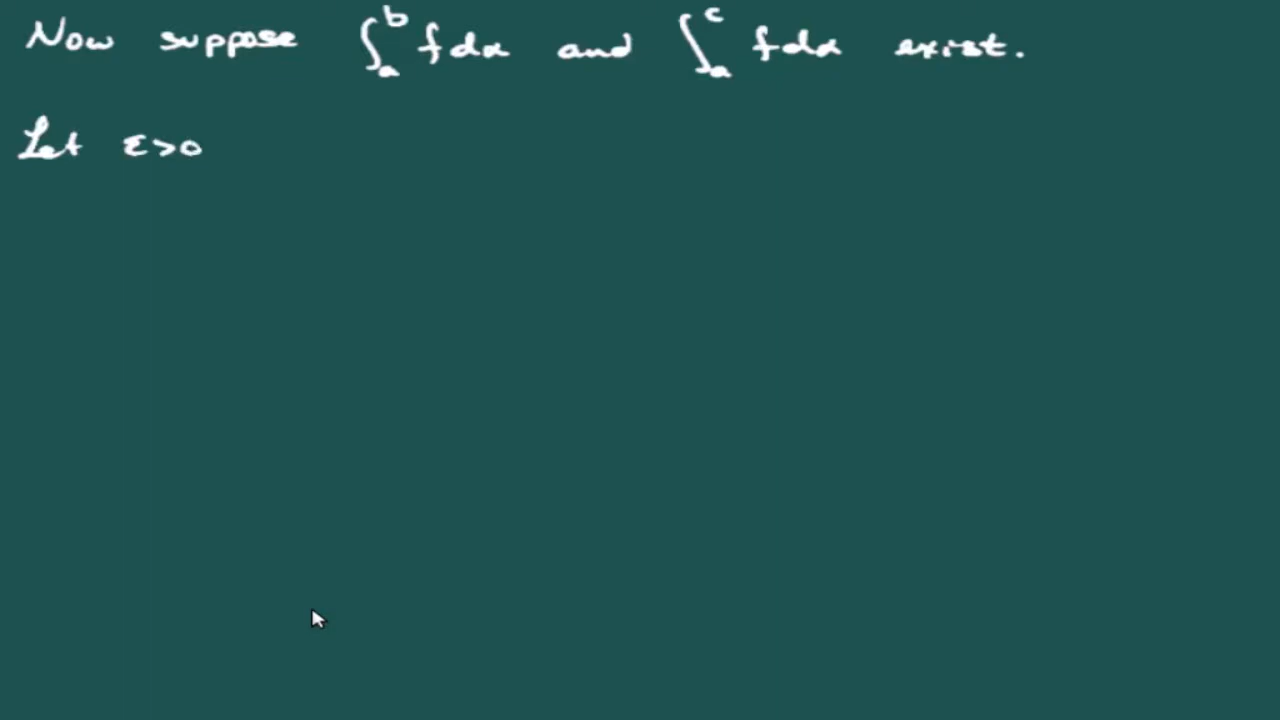 Now suppose ∫_a^b f dα and ∫_a^c f dα exist.
Let ε>0